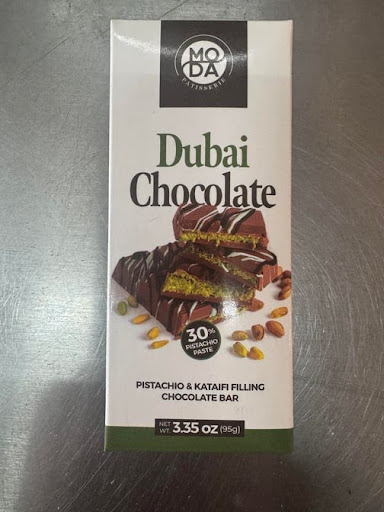 MO
DA
PATISSERIE
Dubai
Chocolate
30%
PISTACHIO
PASTE
PISTACHIO & KATAIFI FILLING
CHOCOLATE BAR
NET WT. 3.35 oz (95g)